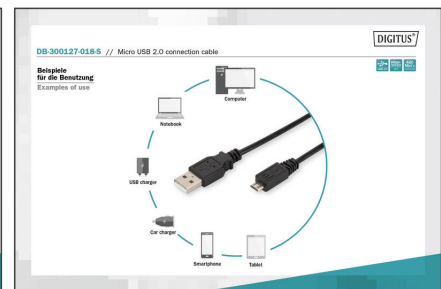 DIGITUS®
DB-300127-018-S // Micro USB 2.0 connection cable
Beispiele
für die Benutzung
Examples of use
Computer
Notebook
USB charger
Car charger
Smartphone
Tablet